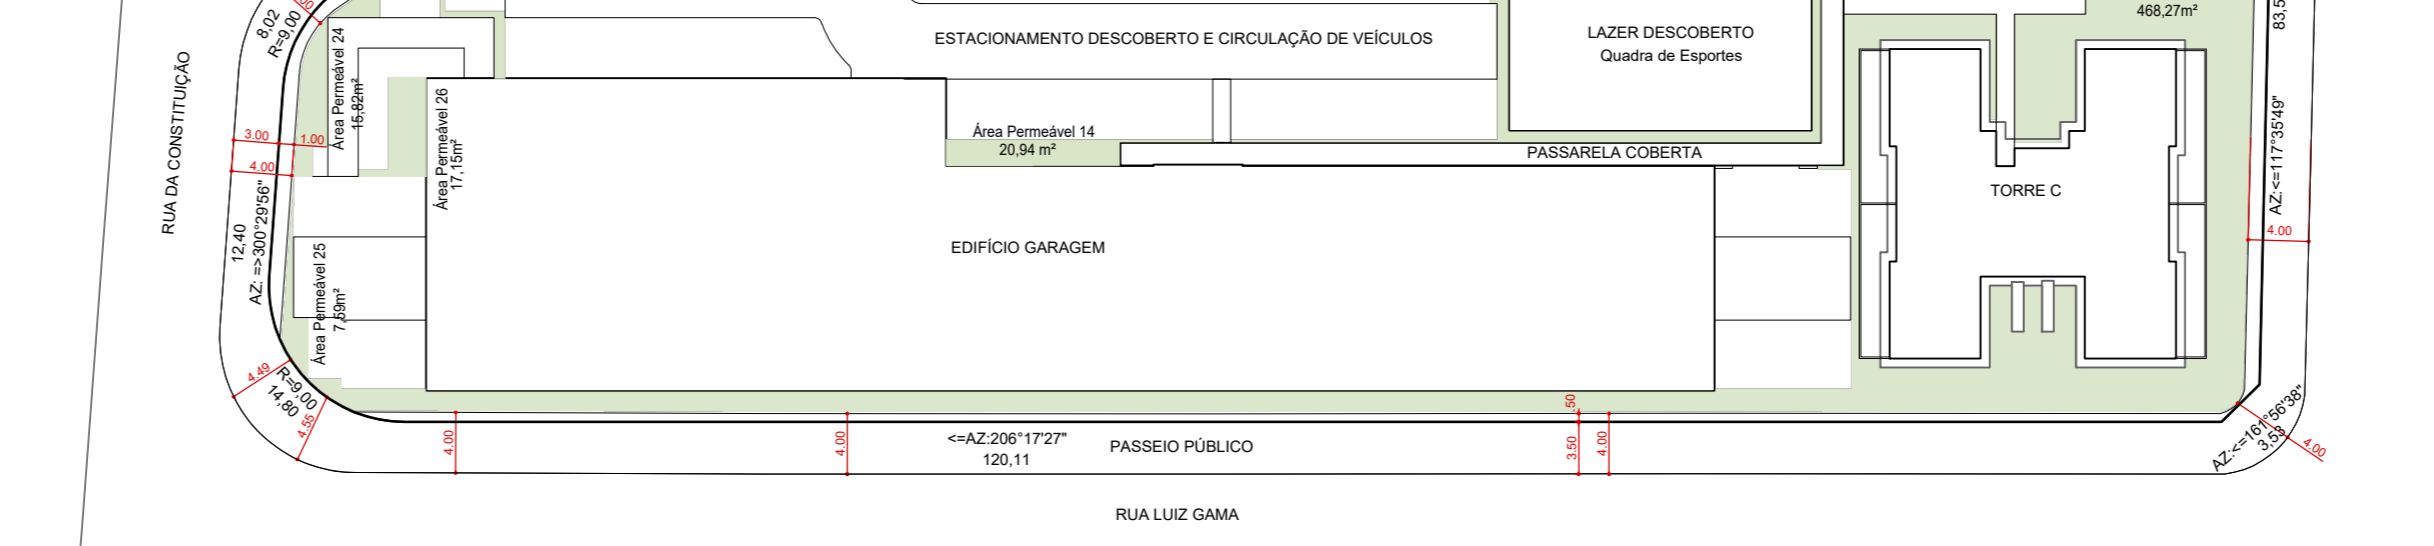 8,02
R=9,00
RUA DA CONSTITUIÇÃO
Área Permeável 24
15,82m²
3.00
1.00
4.00
12,40
AZ: =>300°29'56"
Área Permeável 26
17,15m²
Área Permeável 25
7,59m²
4.49
R=9,00
14,80
4.55
ESTACIONAMENTO DESCOBERTO E CIRCULAÇÃO DE VEÍCULOS
LAZER DESCOBERTO
Quadra de Esportes
468,27m²
Área Permeável 14
20,94 m²
PASSARELA COBERTA
TORRE C
AZ:<=117°35'49"
4.00
EDIFÍCIO GARAGEM
4.00
4.00
<=AZ:206°17'27"
120,11
PASSEIO PÚBLICO
.50
3.50
4.00
AZ:<=161°56'38"
3,53
4.00
RUA LUIZ GAMA